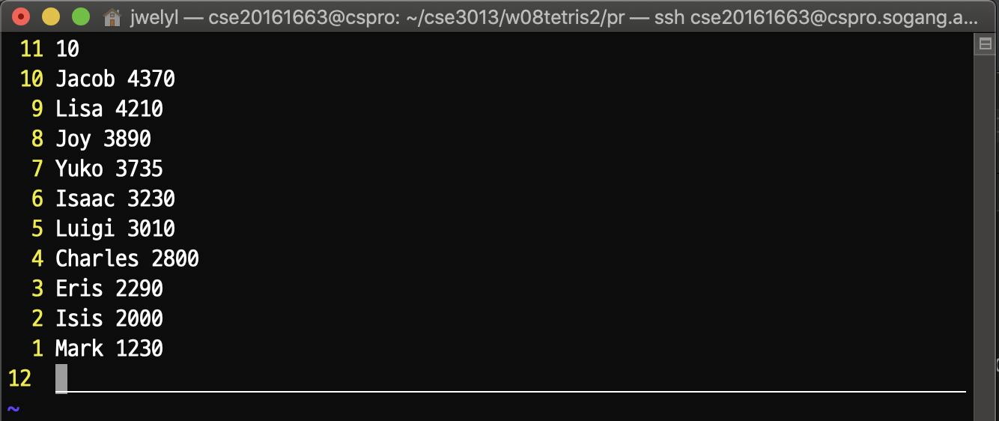 jwelyl — cse20161663@cspro: ~/cse3013/w08tetris2/pr — ssh cse20161663@cspro.sogang.a...
11 10
10 Jacob 4370
9 Lisa 4210
8 Joy 3890
7 Yuko 3735
6 Isaac 3230
5 Luigi 3010
4 Charles 2800
3 Eris 2290
2 Isis 2000
1 Mark 1230
12
~